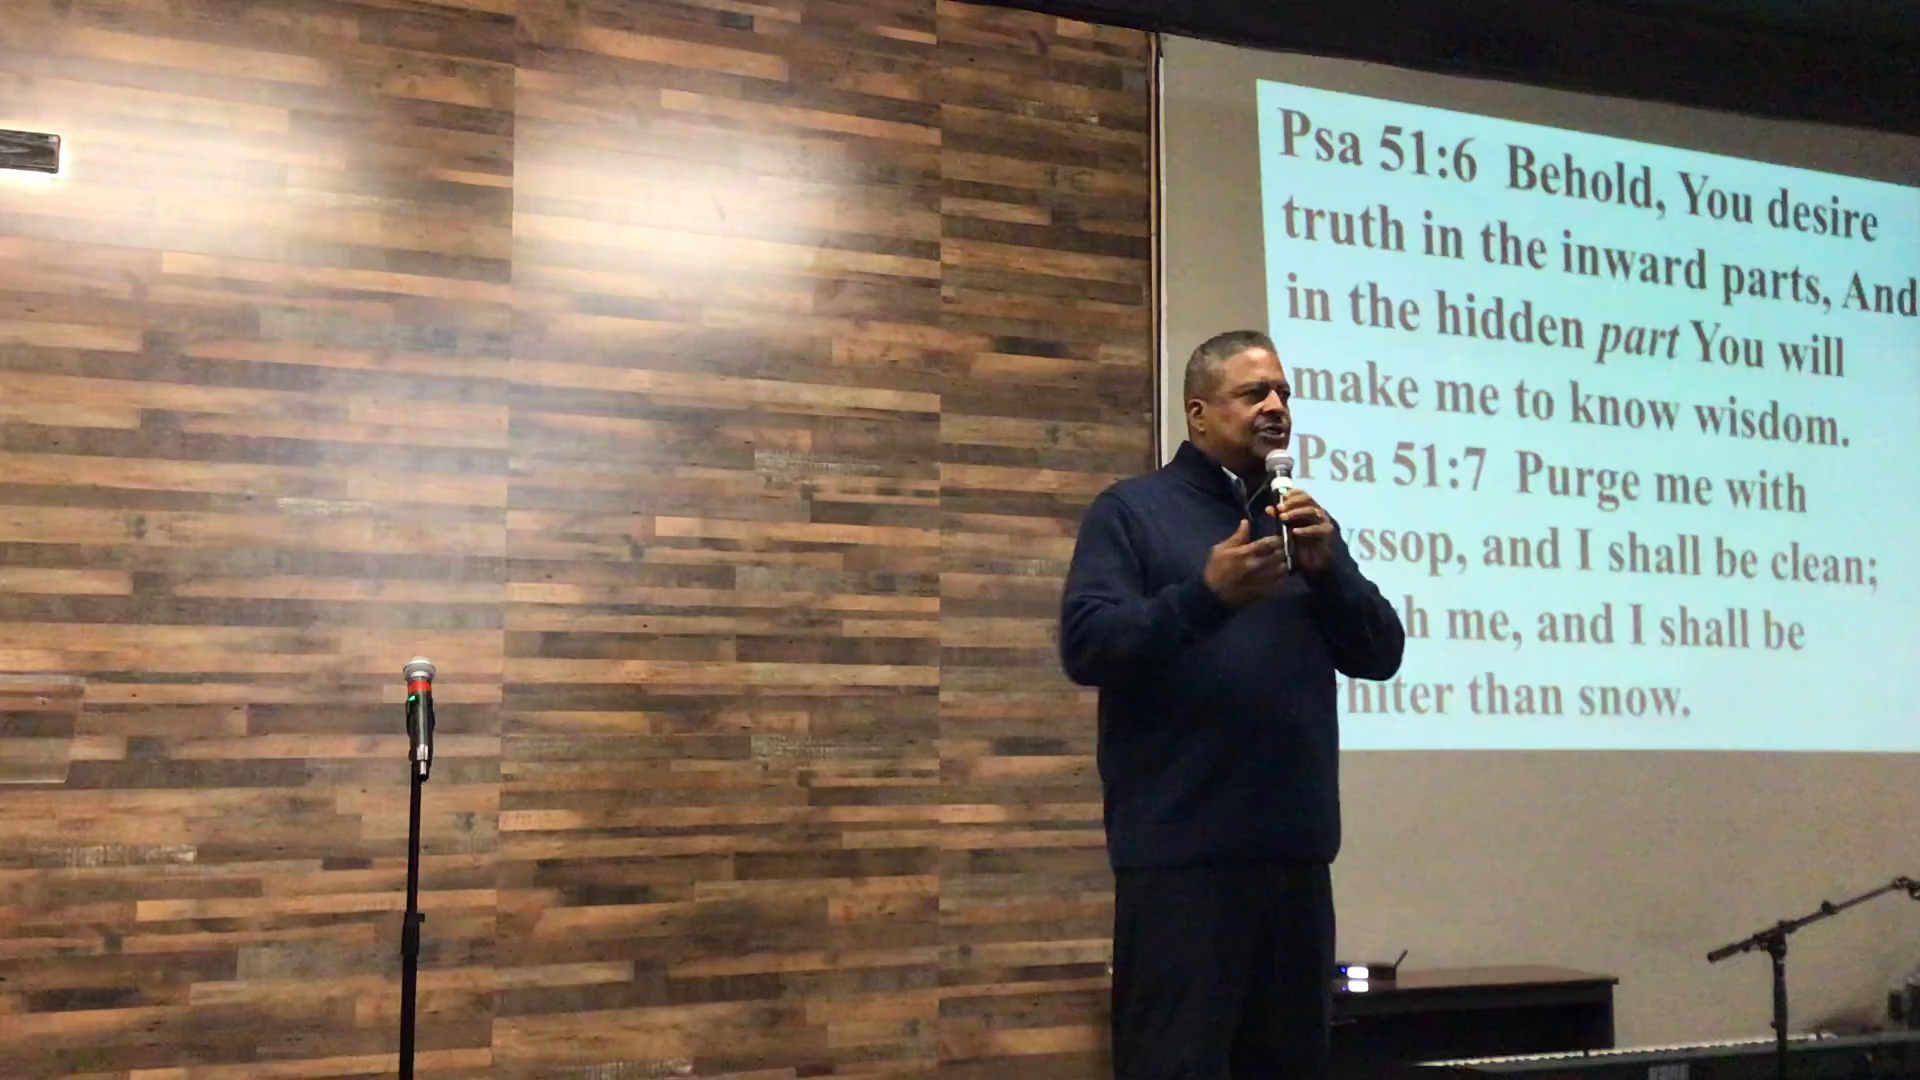 Psa 51:6 Behold, You desire
truth in the inward parts, And
in the hidden part You will
make me to know wisdom.
Psa 51:7 Purge me with
yssop, and I shall be clean;
h me, and I shall be
hiter than snow.